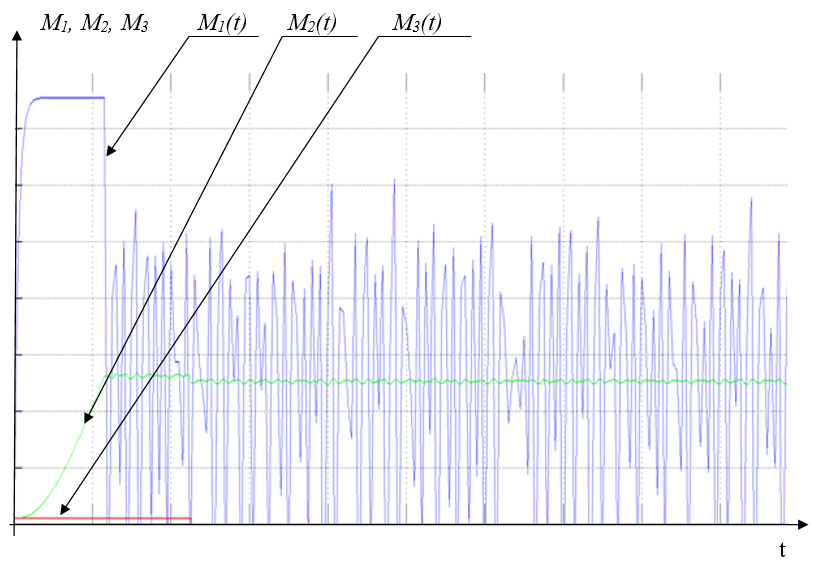 M1, M2, M3 M1(t) M2(t) M3(t)
t